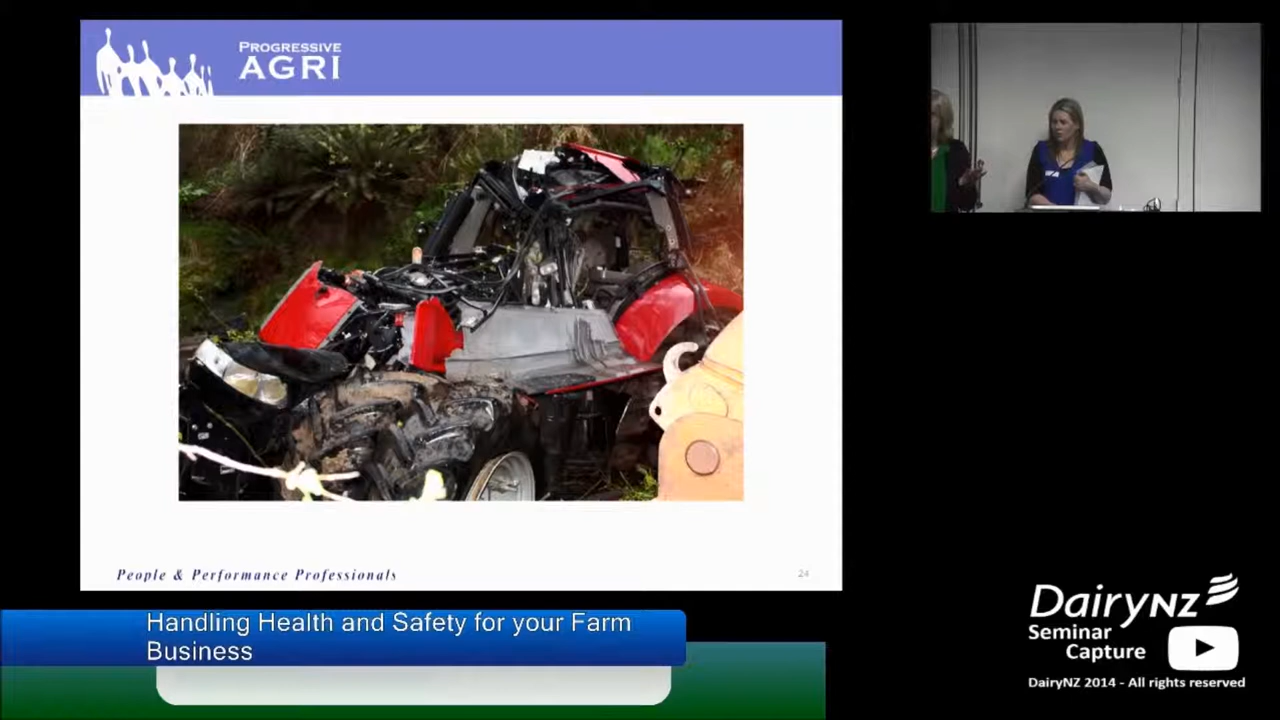 PROGRESSIVE
AGRI
People & Performance Professionals
24
Handling Health and Safety for your Farm
Business
DairyNZ
Seminar
Capture
DairyNZ 2014 - All rights reserved